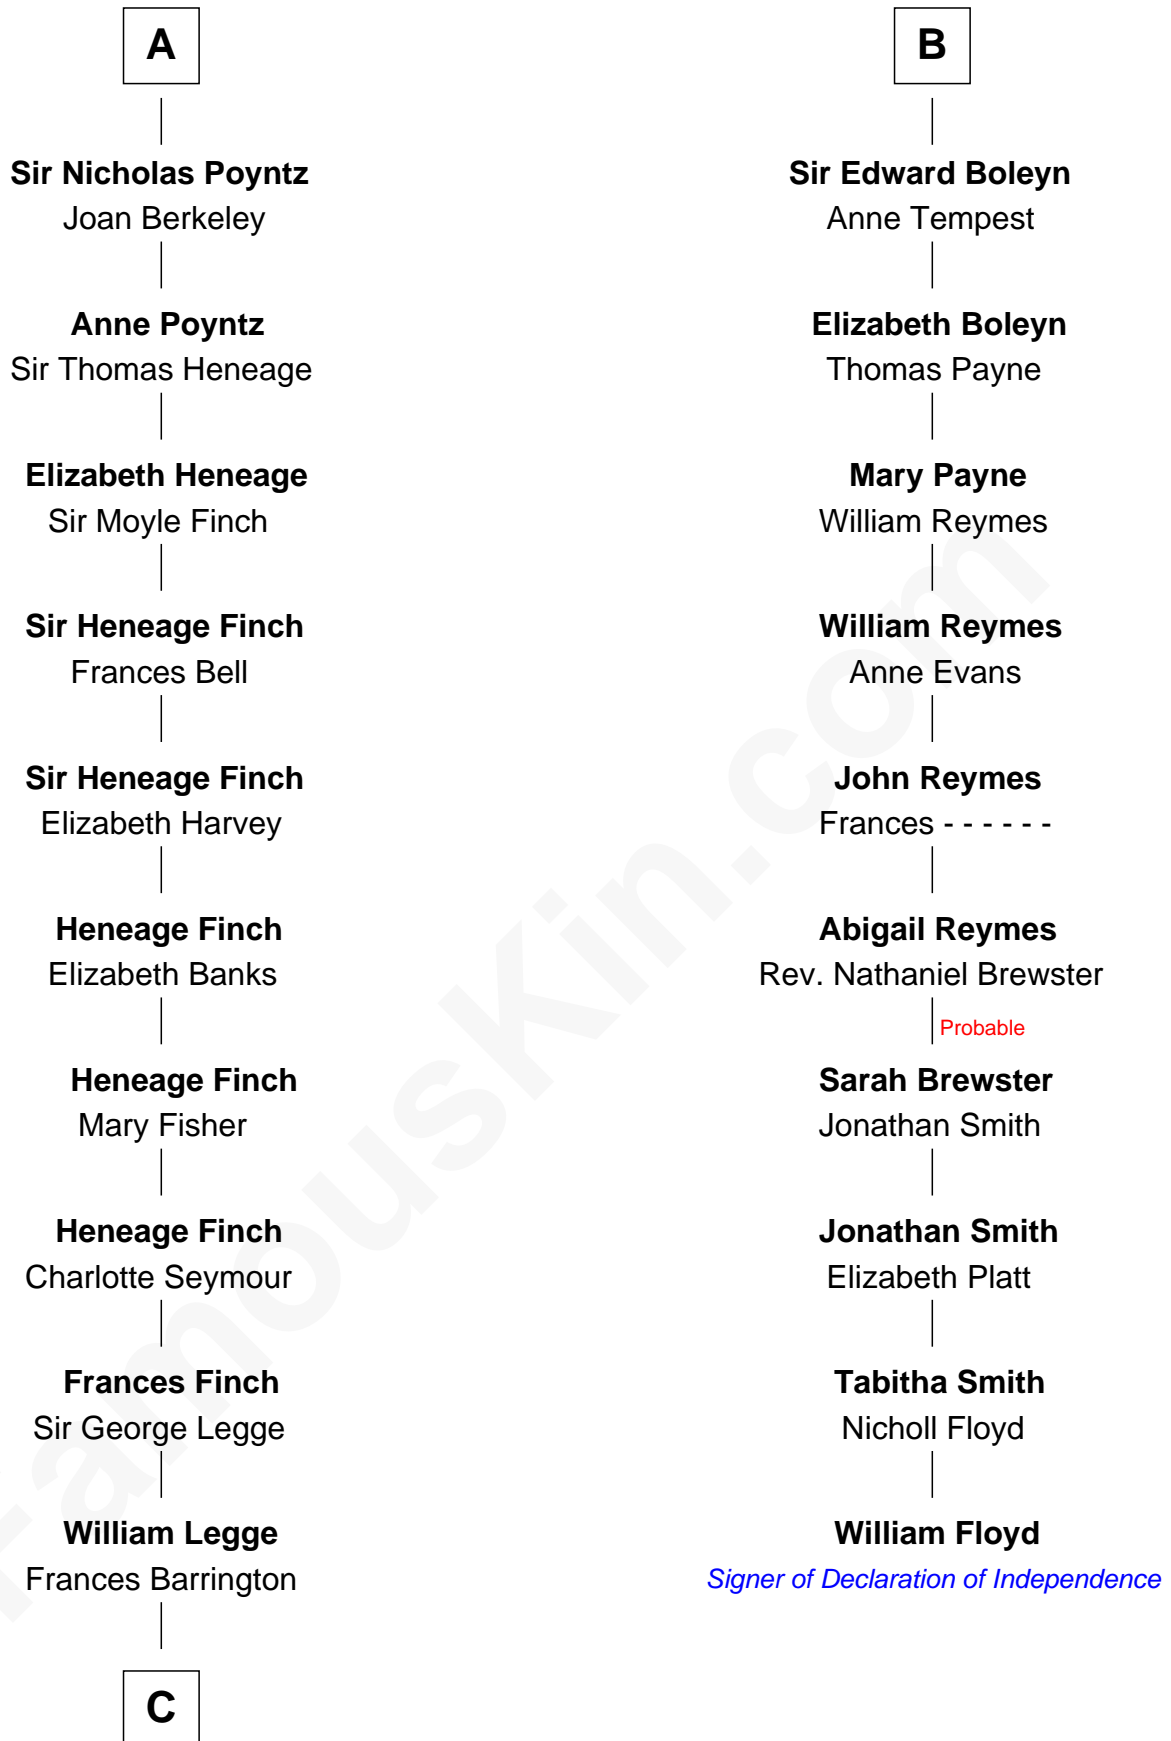 A
Sir Nicholas Poyntz
Joan Berkeley
Anne Poyntz
Sir Thomas Heneage
Elizabeth Heneage
Sir Moyle Finch
Sir Heneage Finch
Frances Bell
Sir Heneage Finch
Elizabeth Harvey
Heneage Finch
Elizabeth Banks
Heneage Finch
Mary Fisher
Heneage Finch
Charlotte Seymour
Frances Finch
Sir George Legge
William Legge
Frances Barrington
C
B
Sir Edward Boleyn
Anne Tempest
Elizabeth Boleyn
Thomas Payne
Mary Payne
William Reymes
William Reymes
Anne Evans
John Reymes
Frances - - - - - -
Abigail Reymes
Rev. Nathaniel Brewster
Probable
Sarah Brewster
Jonathan Smith
Jonathan Smith
Elizabeth Platt
Tabitha Smith
Nicholl Floyd
William Floyd
Signer of Declaration of Independence
FamousKin.com